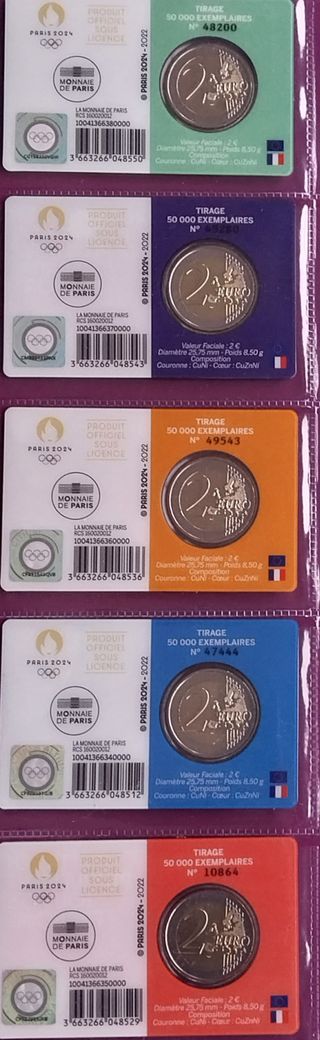 PRODUIT
OFFICIEL
SOUS
LICENCE
PARIS 2024
MONNAIE
DE PARIS
LA MONNAIE DE PARIS
RCS 160020012
10041366380000
3 663266 048550
© PARIS 2024 - 2022
TIRAGE
50 000 EXEMPLAIRES
N° 48200
2 EURO
Valeur Faciale : 2 €
Diamètre 25,75 mm - Poids 8,50 g
Composition
Couronne : CuNi - Cœur : CuZnNi
PRODUIT
OFFICIEL
SOUS
LICENCE
PARIS 2024
MONNAIE
DE PARIS
LA MONNAIE DE PARIS
RCS 160020012
10041366370000
3 663266 048543
© PARIS 2024 - 2022
TIRAGE
50 000 EXEMPLAIRES
N°
2 EURO
Valeur Faciale : 2 €
Diamètre 25,75 mm - Poids 8,50 g
Composition
Couronne : CuNi - Cœur : CuZnNi
PRODUIT
OFFICIEL
SOUS
LICENCE
PARIS 2024
MONNAIE
DE PARIS
LA MONNAIE DE PARIS
RCS 160020012
10041366360000
3 663266 048536
© PARIS 2024 - 2022
TIRAGE
50 000 EXEMPLAIRES
N° 49543
2 EURO
Valeur Faciale : 2 €
Diamètre 25,75 mm - Poids 8,50 g
Composition
Couronne : CuNi - Cœur : CuZnNi
PRODUIT
OFFICIEL
SOUS
LICENCE
PARIS 2024
MONNAIE
DE PARIS
LA MONNAIE DE PARIS
RCS 160020012
10041366340000
3 663266 048512
© PARIS 2024 - 2022
TIRAGE
50 000 EXEMPLAIRES
N° 47444
2 EURO
Valeur Faciale : 2 €
Diamètre 25,75 mm - Poids 8,50 g
Composition
Couronne : CuNi - Cœur : CuZnNi
PRODUIT
OFFICIEL
SOUS
LICENCE
PARIS 2024
MONNAIE
DE PARIS
LA MONNAIE DE PARIS
RCS 160020012
10041366350000
3 663266 048529
© PARIS 2024 - 2022
TIRAGE
50 000 EXEMPLAIRES
N° 10864
2 EURO
Valeur Faciale : 2 €
Diamètre 25,75 mm - Poids 8,50 g
Composition
Couronne : CuNi - Cœur : CuZnNi